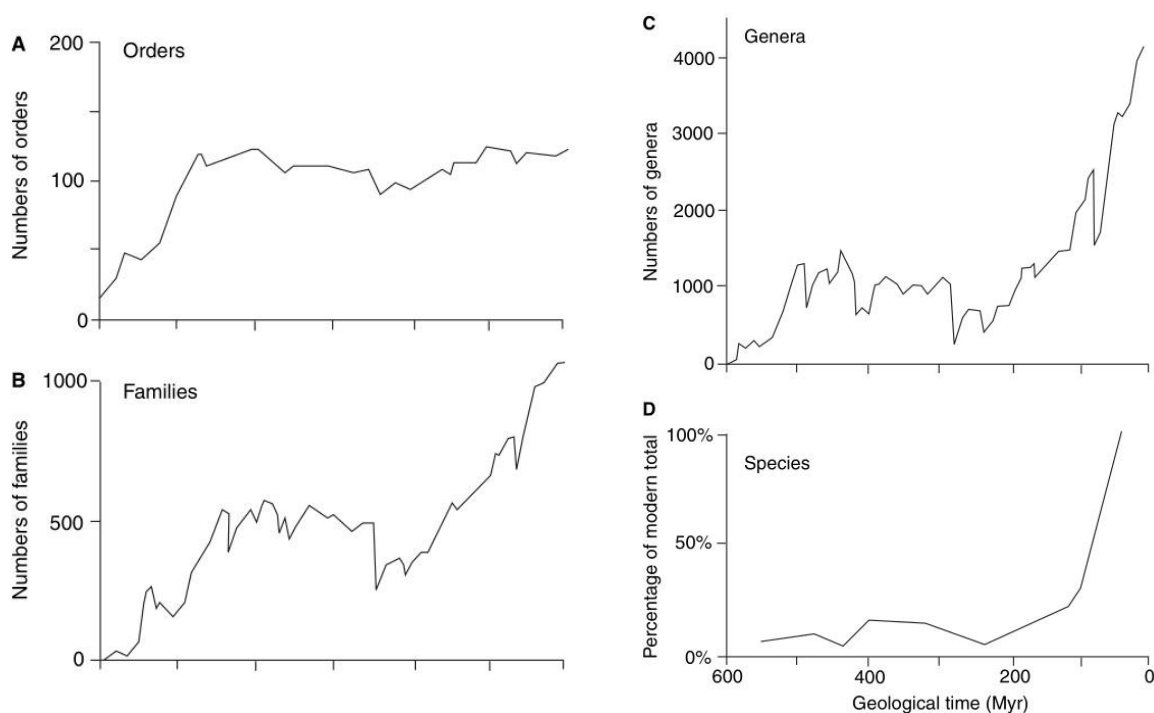 A
Orders
Numbers of orders
200
100
0
B
Families
Numbers of families
1000
500
0
C
Genera
Numbers of genera
4000
3000
2000
1000
0
D
Species
Percentage of modern total
100%
50%
0%
600 400 200 0
Geological time (Myr)